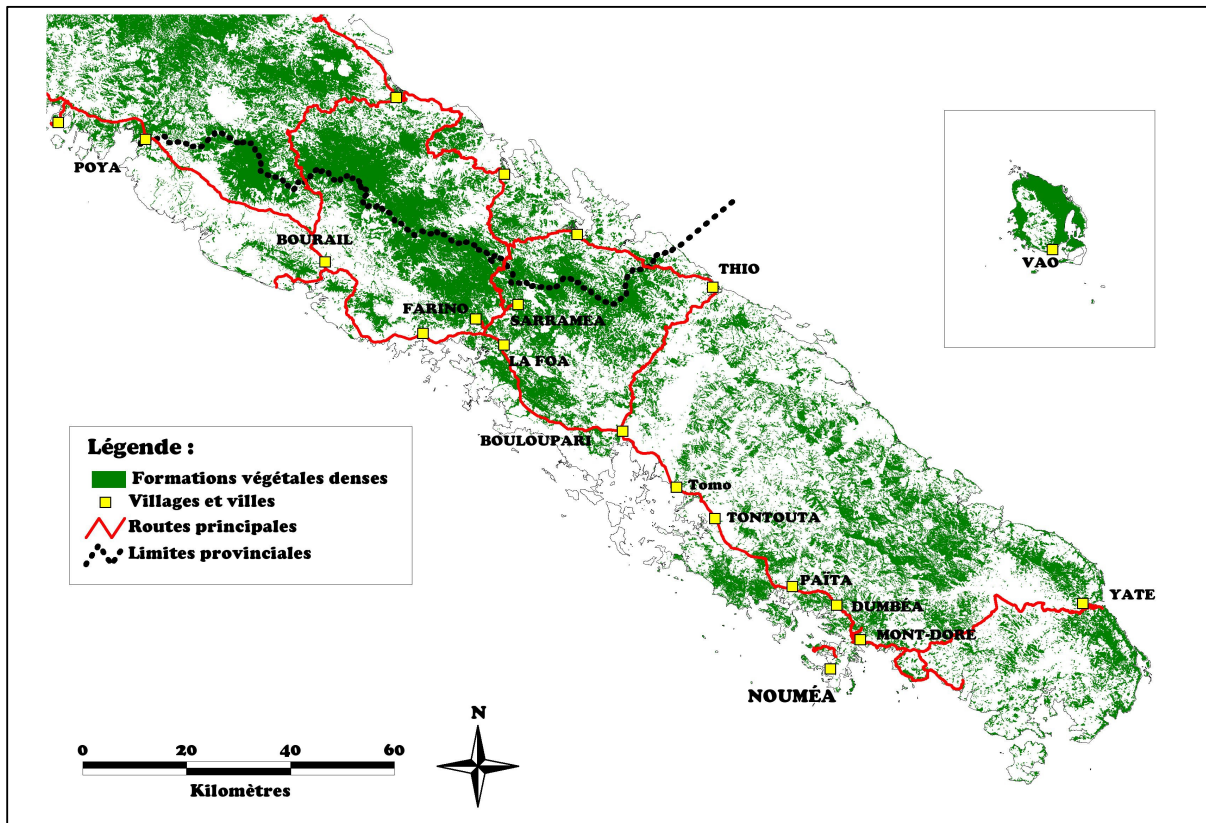 POYA
BOURAIL
FARINO
SARRAMEA
LA FOA
THIO
VAO
BOULOUPARI
Tomo
TONTOUTA
PAÏTA
DUMBÉA
MONT-DORE
YATE
NOUMÉA
Légende :
Formations végétales denses
Villages et villes
Routes principales
Limites provinciales
N
0 20 40 60
Kilomètres